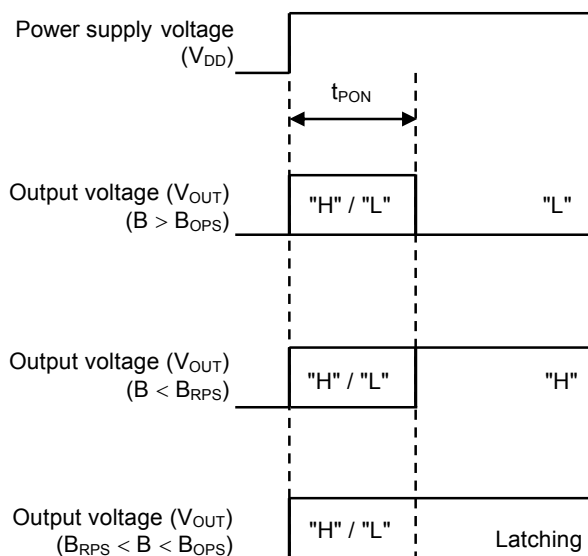 Power supply voltage
(VDD)
tPON
Output voltage (VOUT)
(B > BOPS)
"H" / "L"
"L"
Output voltage (VOUT)
(B < BRPS)
"H" / "L"
"H"
Output voltage (VOUT)
(BRPS < B < BOPS)
"H" / "L"
Latching